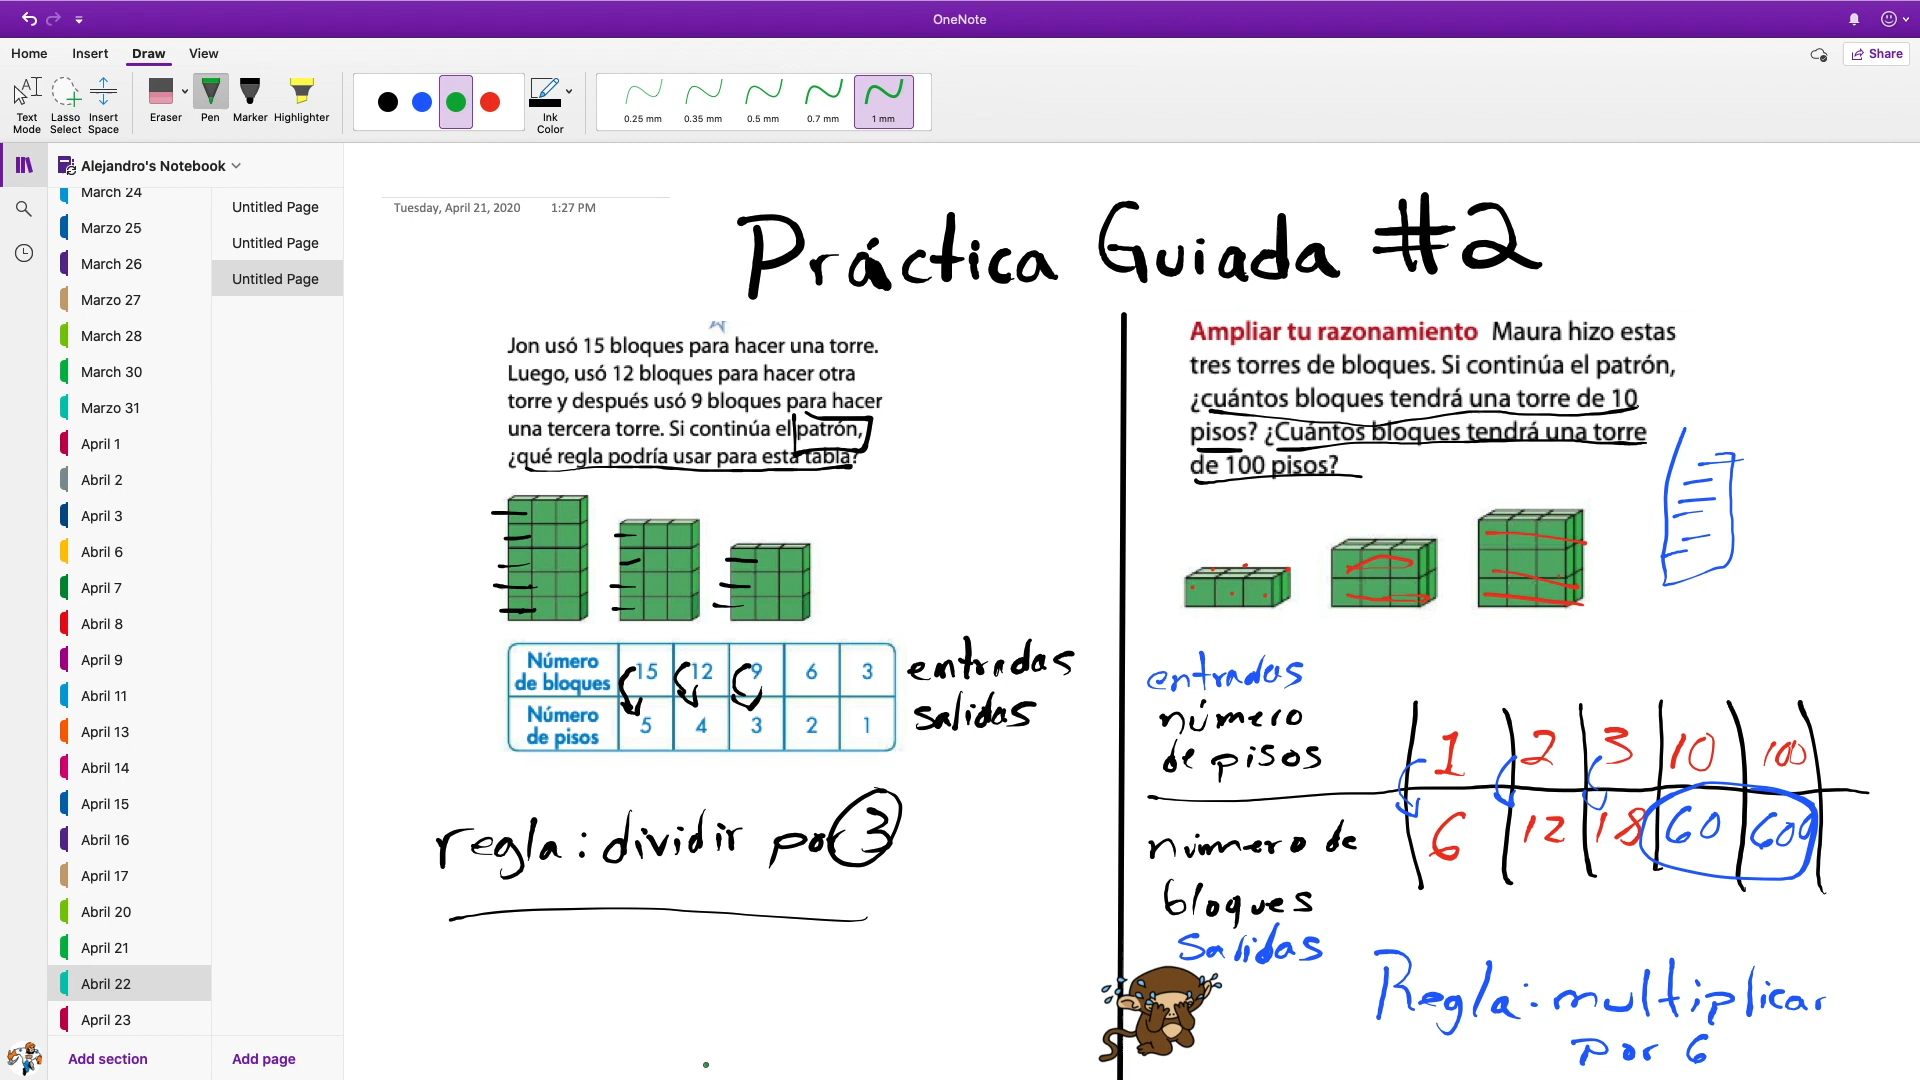 OneNote
Home Insert Draw View
Share
Text Mode
Lasso Select
Insert Space
Eraser
Pen
Marker
Highlighter
Ink Color
0.25 mm
0.35 mm
0.5 mm
0.7 mm
1 mm
Alejandro's Notebook
March 24
Marzo 25
March 26
Marzo 27
March 28
March 30
Marzo 31
April 1
Abril 2
April 3
Abril 6
April 7
Abril 8
April 9
Abril 11
April 13
Abril 14
April 15
Abril 16
April 17
Abril 20
April 21
Abril 22
April 23
Add section
Untitled Page
Untitled Page
Untitled Page
Add page
Tuesday, April 21, 2020 1:27 PM
Práctica Guiada #2
Jon usó 15 bloques para hacer una torre.
Luego, usó 12 bloques para hacer otra
torre y después usó 9 bloques para hacer
una tercera torre. Si continúa el patrón,
¿qué regla podría usar para esta tabla?
Número de bloques 15 12 9 6 3
entradas
Número de pisos 5 4 3 2 1
salidas
regla: dividir por 3
Ampliar tu razonamiento Maura hizo estas
tres torres de bloques. Si continúa el patrón,
¿cuántos bloques tendrá una torre de 10
pisos? ¿Cuántos bloques tendrá una torre
de 100 pisos?
entradas
número
de pisos
1 2 3 10 100
número de
bloques
6 12 18 60 600
salidas
Regla: multiplicar
por 6